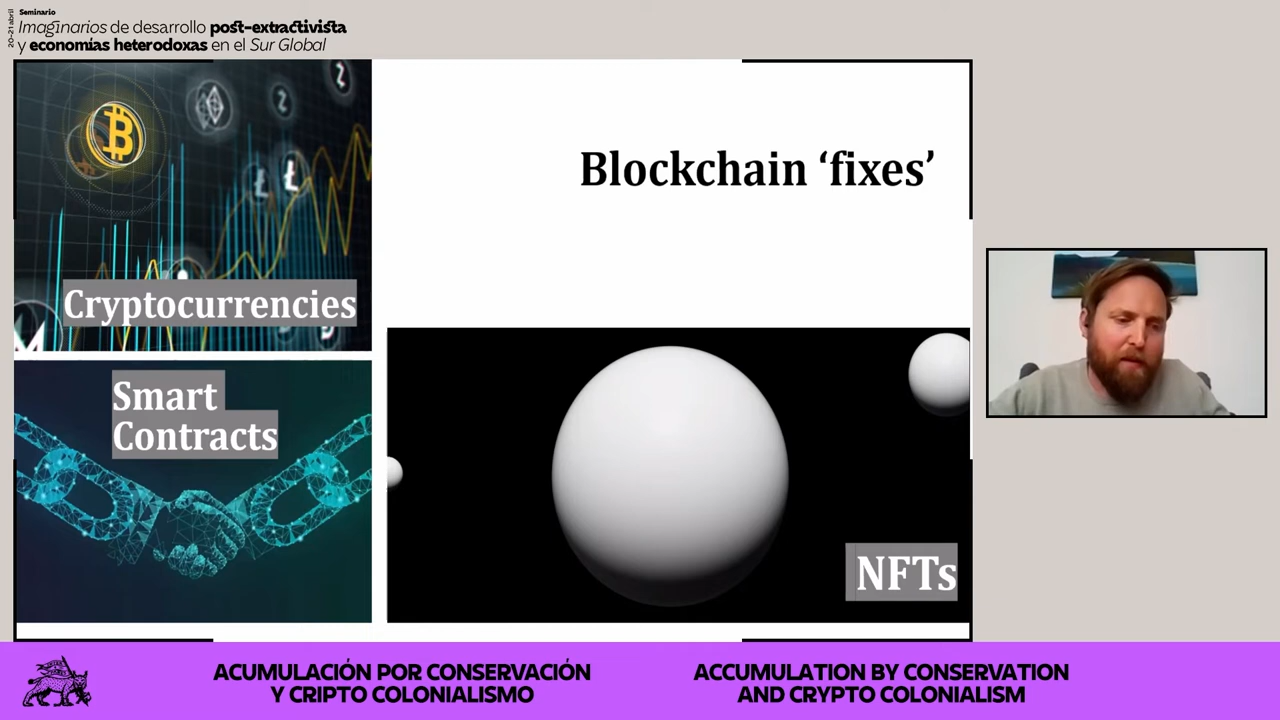 20-21 abril
Seminario
Imaginarios de desarrollo post-extractivista
y economías heterodoxas en el Sur Global
Blockchain ‘fixes’
Cryptocurrencies
Smart
Contracts
NFTs
ACUMULACIÓN POR CONSERVACIÓN
Y CRIPTO COLONIALISMO
ACCUMULATION BY CONSERVATION
AND CRYPTO COLONIALISM